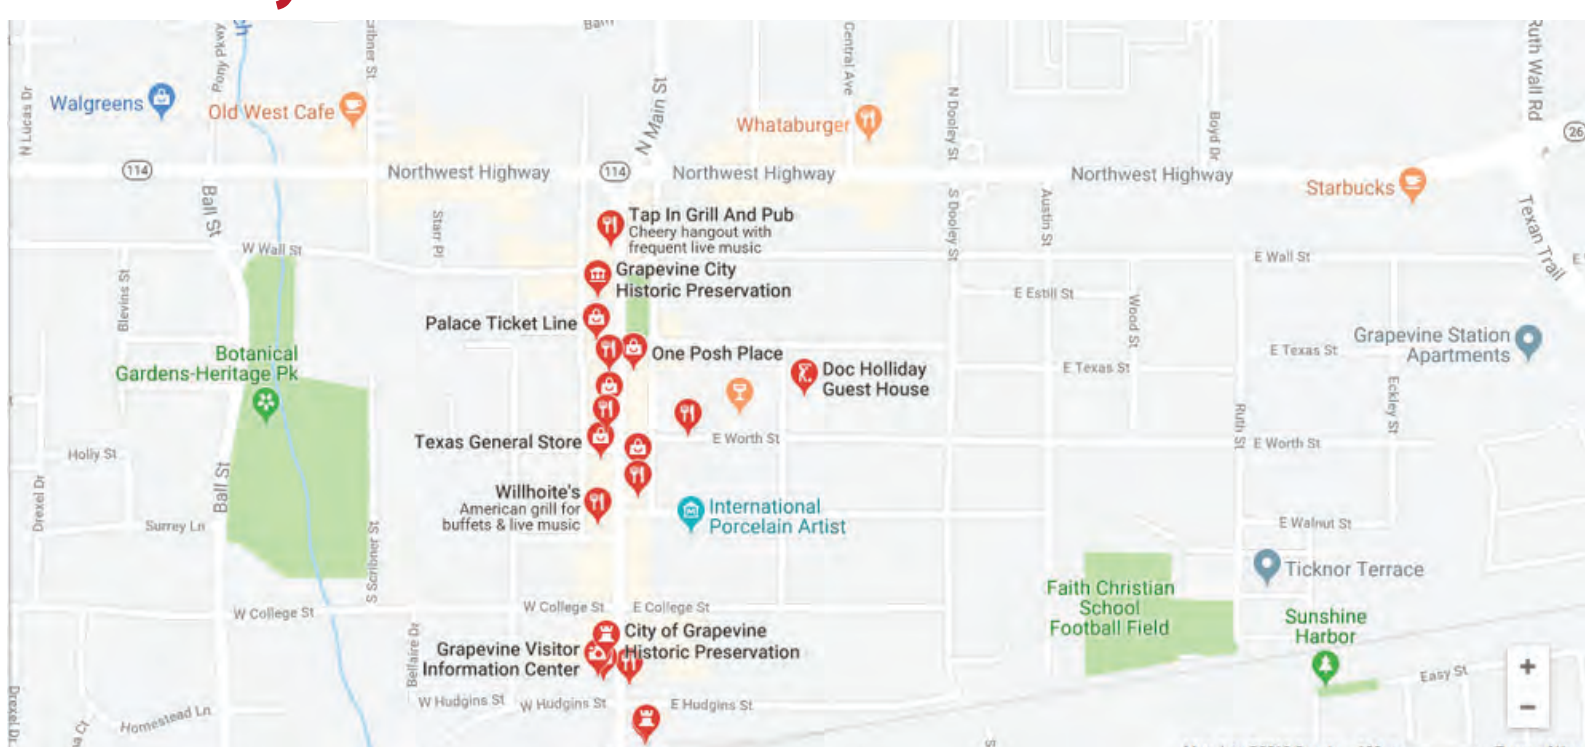 Barn
Pony Pkwy
Scribner St
Central Ave
Ruth Wall Rd
N Lucas Dr
Walgreens
Old West Cafe
N Main St
Whataburger
N Dooley St
Boyd Dr
26
114
Northwest Highway
114
Northwest Highway
Northwest Highway
Starbucks
Ball St
Starr Pl
Tap In Grill And Pub
Cheery hangout with
frequent live music
S Dooley St
Austin St
Texan Trail
W Wall St
E Wall St
E
Grapevine City
Historic Preservation
Blevins St
E Estill St
Wood St
Palace Ticket Line
One Posh Place
Botanical
Gardens-Heritage Pk
Doc Holliday
Guest House
E Texas St
E Texas St
Grapevine Station
Apartments
Eckley St
Texas General Store
E Worth St
Ruth St
E Worth St
Holly St
Drexel Dr
Ball St
Willhoite's
American grill for
buffets & live music
International
Porcelain Artist
Surrey Ln
S Scribner St
E Walnut St
Ticknor Terrace
Faith Christian
School
Football Field
W College St
W College St
E College St
Sunshine
Harbor
City of Grapevine
Historic Preservation
Grapevine Visitor
Information Center
Bellaire Dr
Easy St
+
−
W Hudgins St
W Hudgins St
E Hudgins St
Drexel Dr
Homestead Ln